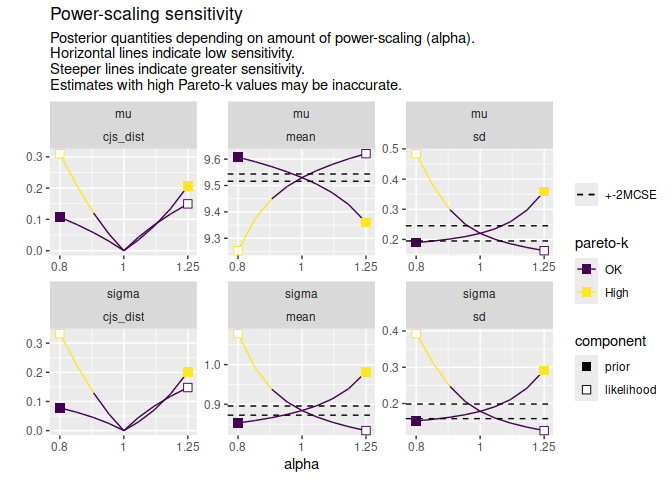 Power-scaling sensitivity
Posterior quantities depending on amount of power-scaling (alpha).
Horizontal lines indicate low sensitivity.
Steeper lines indicate greater sensitivity.
Estimates with high Pareto-k values may be inaccurate.
mu
cjs_dist
0.3
0.2
0.1
0.0
0.8
1
1.25
mu
mean
9.6
9.5
9.4
9.3
0.8
1
1.25
mu
sd
0.5
0.4
0.3
0.2
0.8
1
1.25
sigma
cjs_dist
0.3
0.2
0.1
0.0
0.8
1
1.25
sigma
mean
1.0
0.9
0.8
1
1.25
sigma
sd
0.4
0.3
0.2
0.8
1
1.25
alpha
+-2MCSE
pareto-k
OK
High
component
prior
likelihood